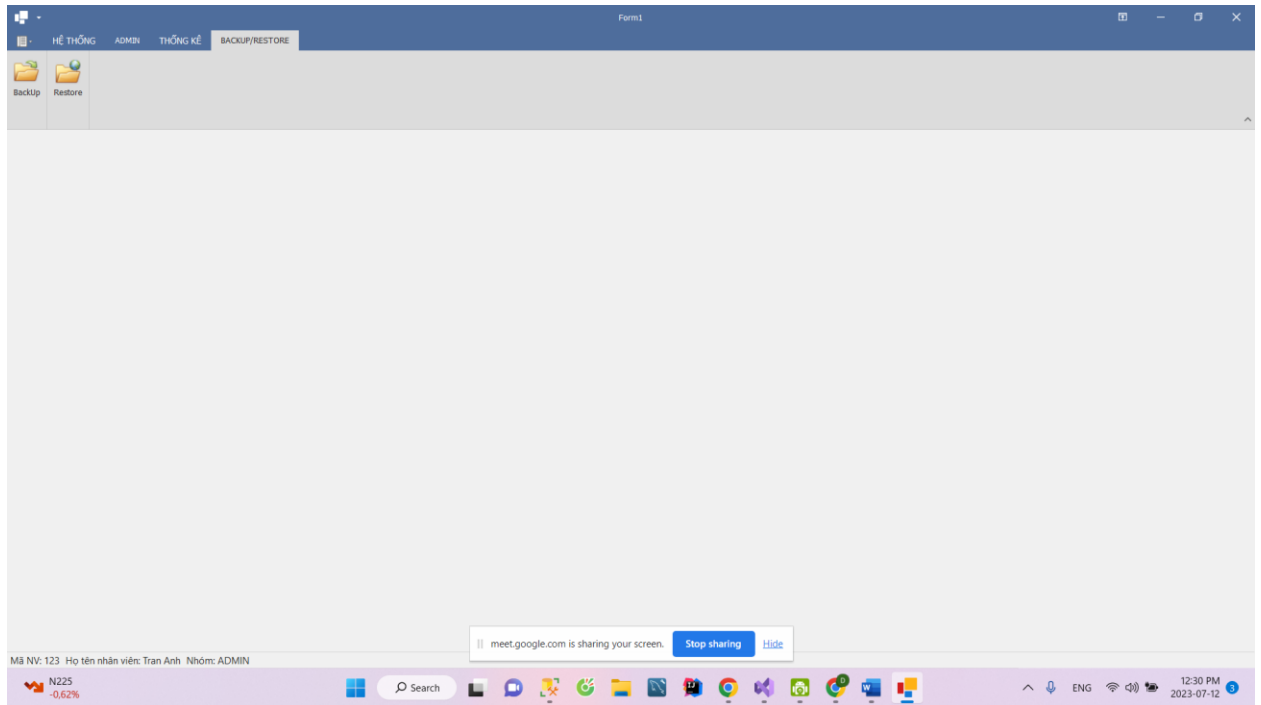 Form1
HỆ THỐNG ADMIN THỐNG KÊ BACKUP/RESTORE
BackUp Restore
meet.google.com is sharing your screen. Stop sharing Hide
Mã NV: 123 Họ tên nhân viên: Tran Anh Nhóm: ADMIN
N225
-0,62%
Search
ENG
12:30 PM
2023-07-12
3